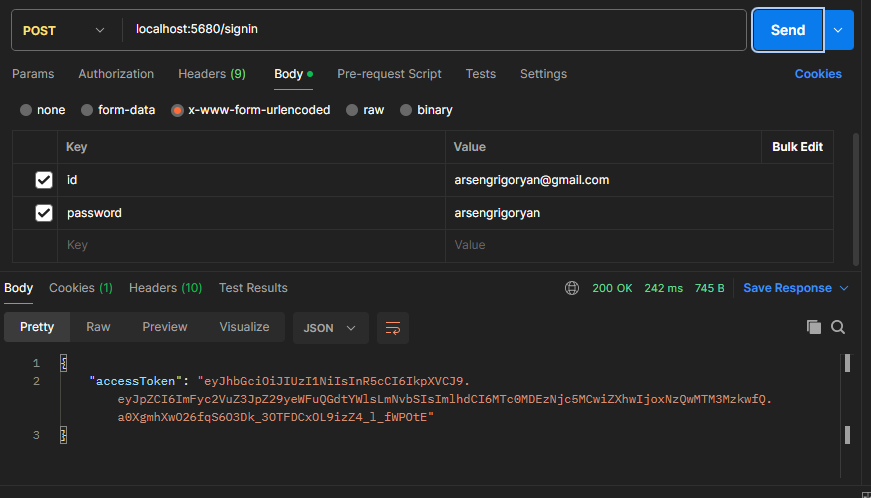 POST localhost:5680/signin Send
Params Authorization Headers (9) Body Pre-request Script Tests Settings Cookies
none form-data x-www-form-urlencoded raw binary
Key Value Bulk Edit
id arsengrigoryan@gmail.com
password arsengrigoryan
Key Value
Body Cookies (1) Headers (10) Test Results 200 OK 242 ms 745 B Save Response
Pretty Raw Preview Visualize JSON
1 {
2 "accessToken": "eyJhbGciOiJIUzI1NiIsInR5cCI6IkpXVCJ9.
eyJpZCI6ImFyc2VuZ3JpZ29yeWFuQGdtYWlsLmNvbSIsImlhdCI6MTc0MDEzNjc5MCwiZXhwIjoxNzQwMTM3MzkwfQ.
a0XgmhXwO26fqS6O3Dk_3OTFDCxOL9izZ4_l_fWPOtE"
3 }